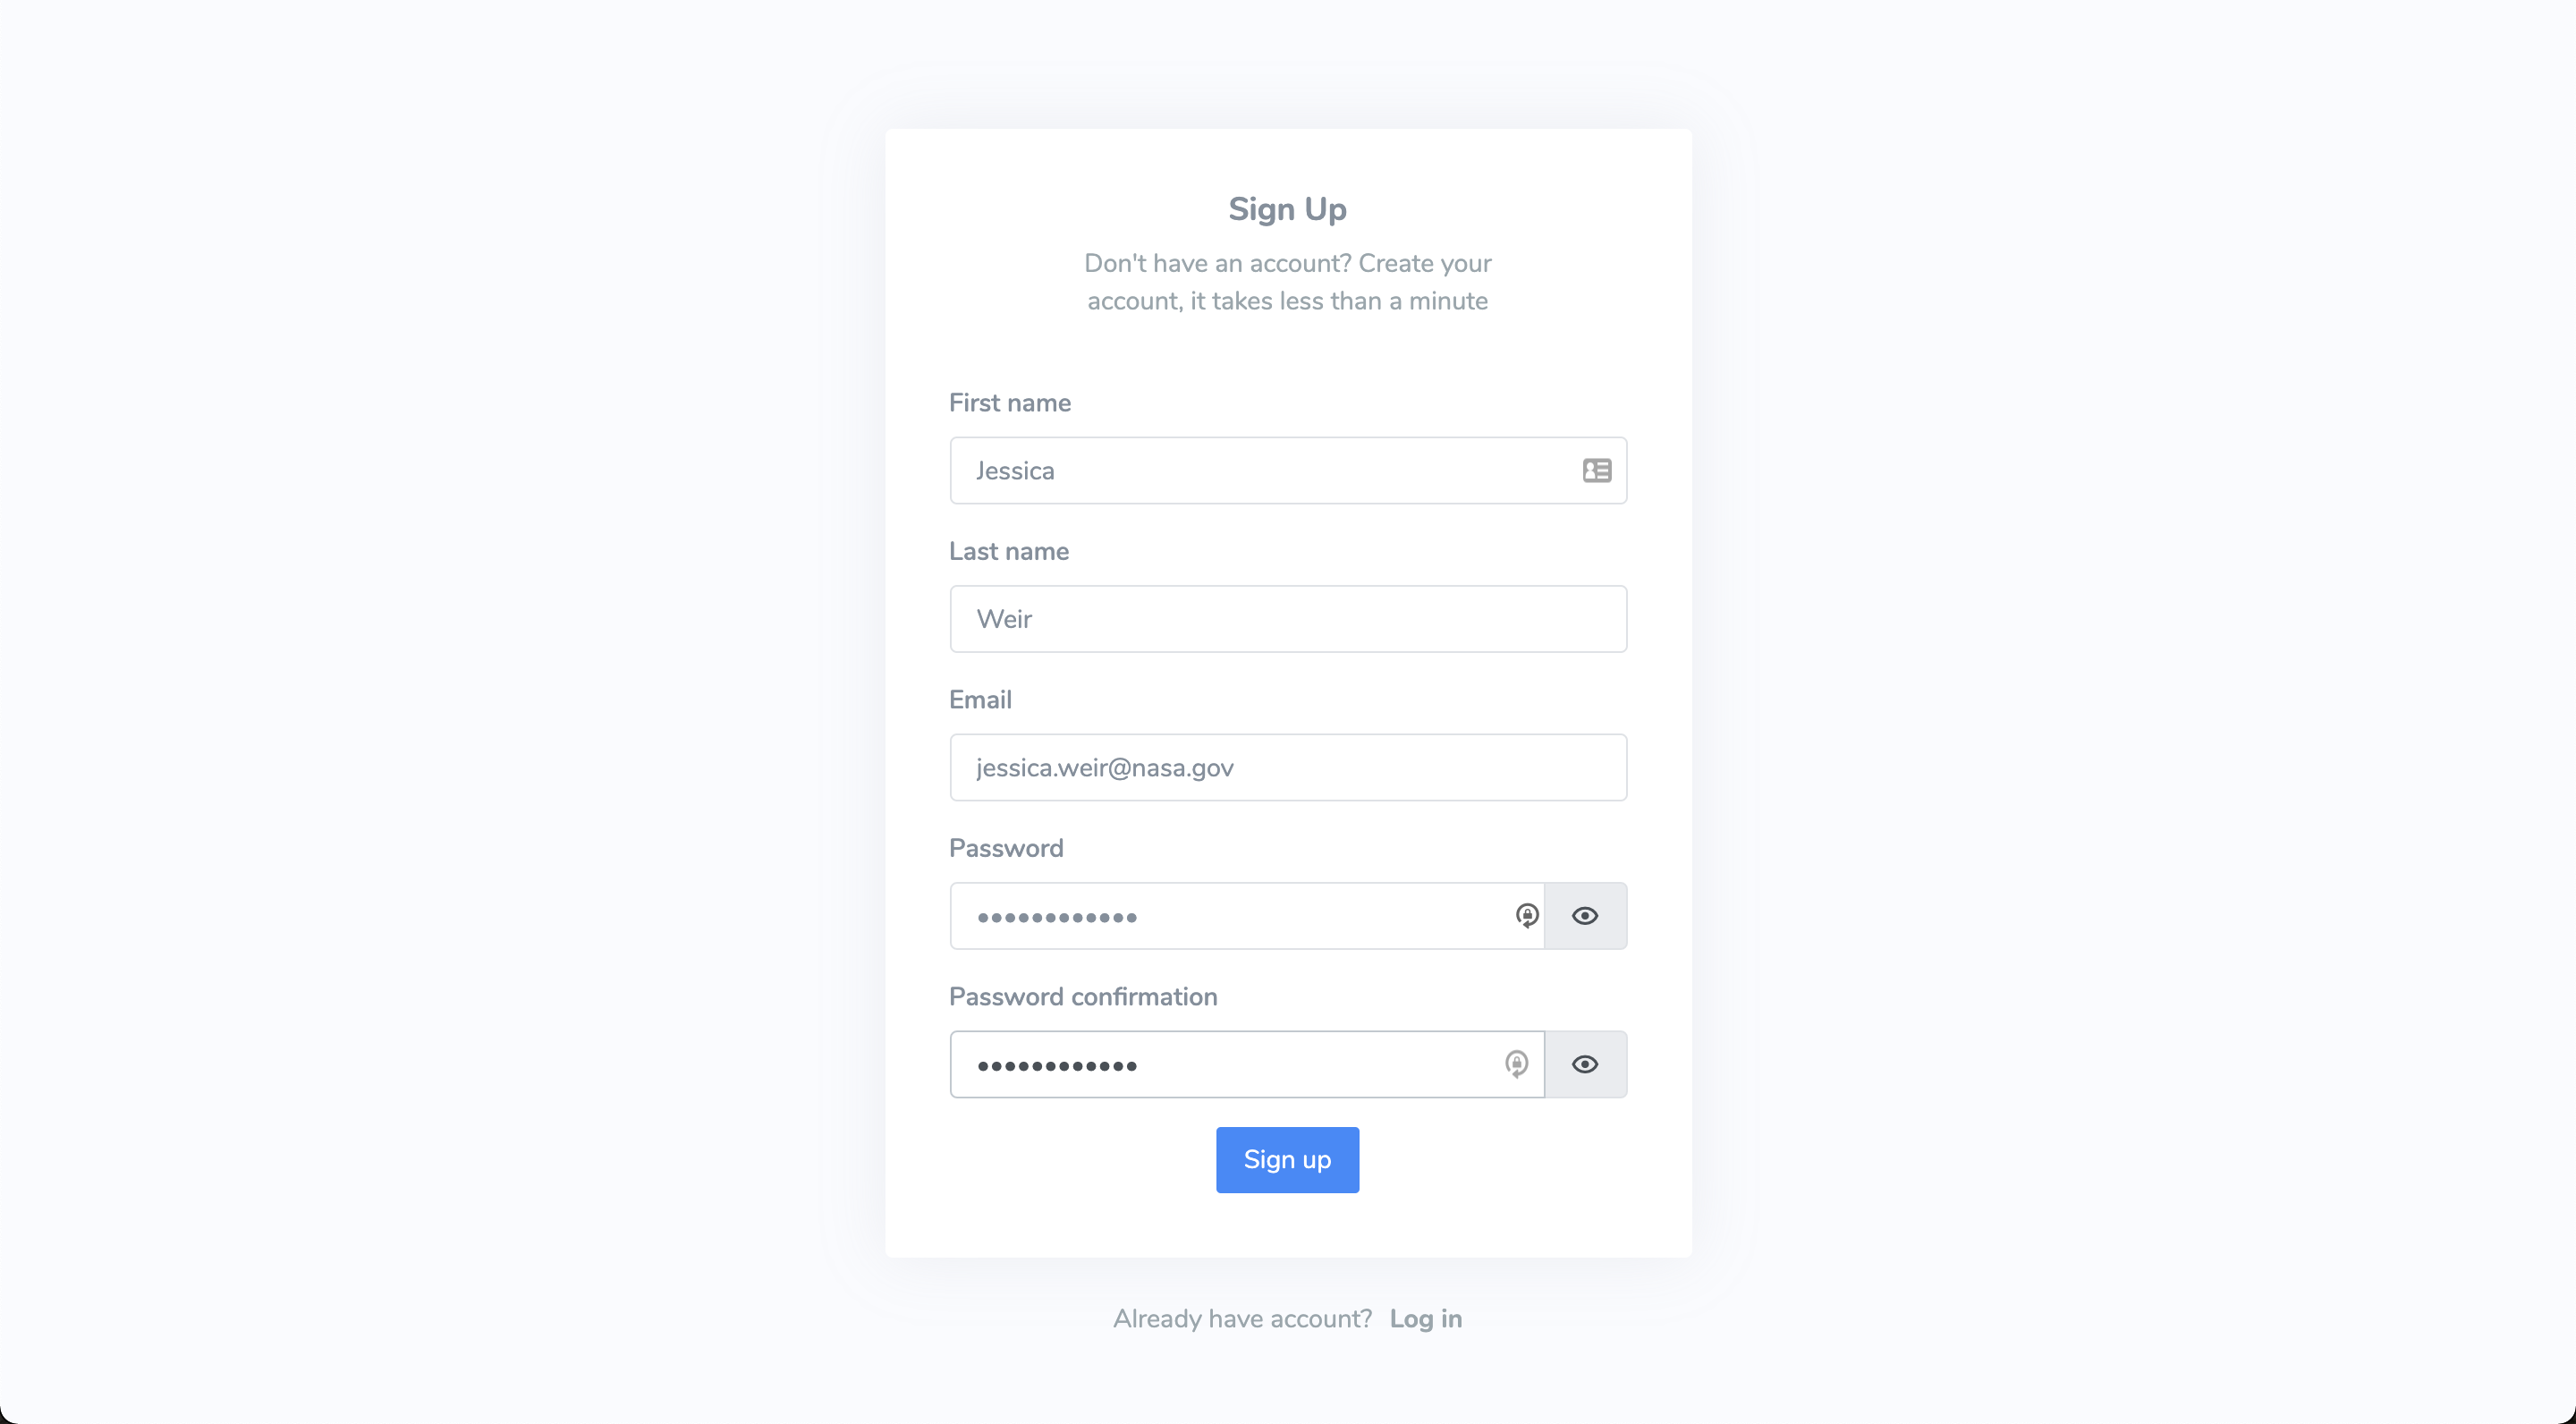 Sign Up
Don't have an account? Create your
account, it takes less than a minute
First name
Jessica
Last name
Weir
Email
jessica.weir@nasa.gov
Password
••••••••••••
Password confirmation
••••••••••••
Sign up
Already have account? Log in